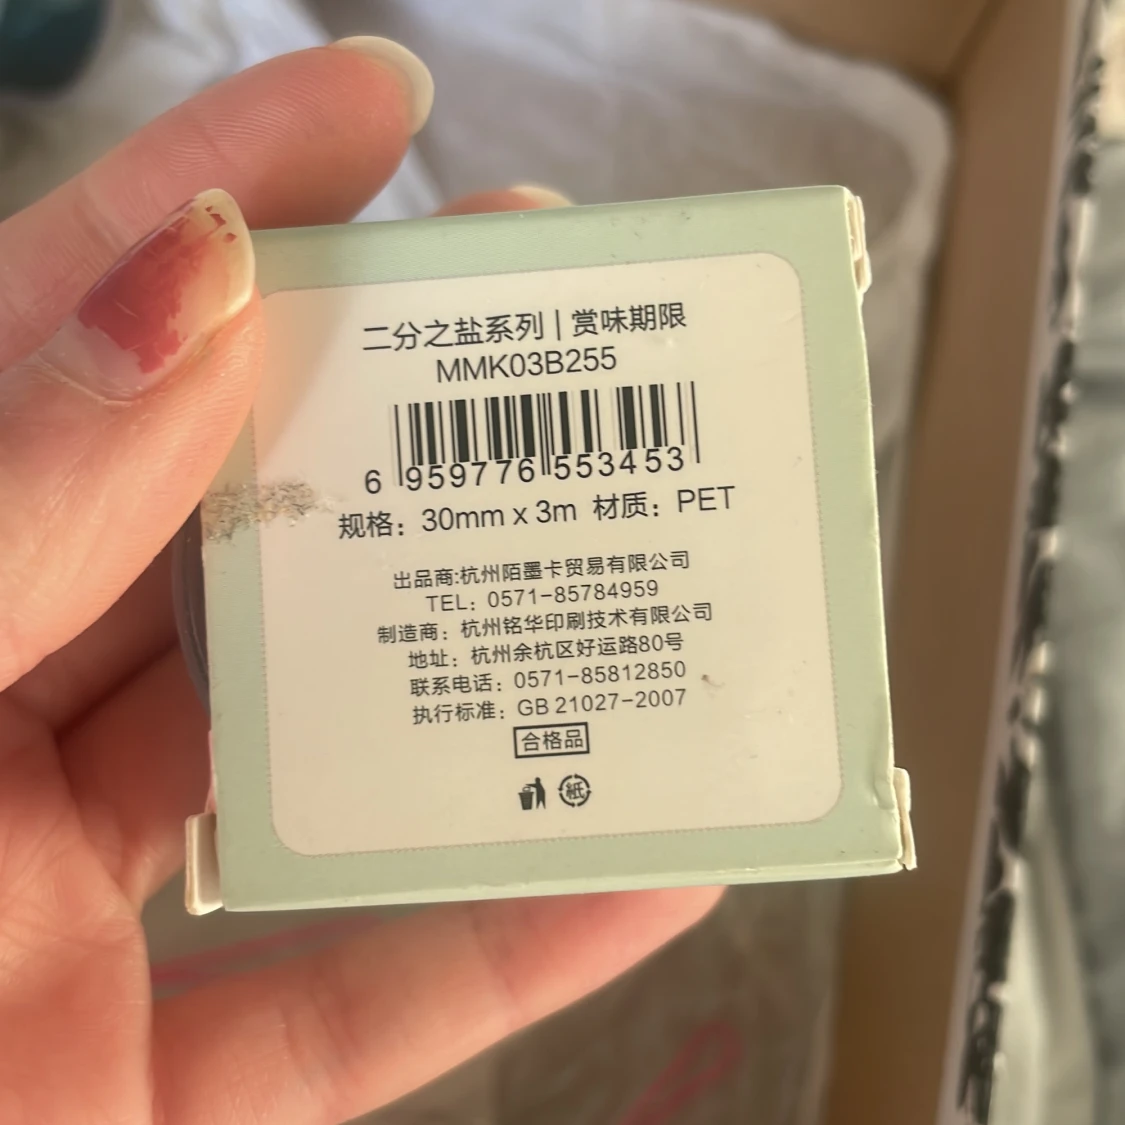 二分之盐系列 | 赏味期限
MMK03B255
6 959776 553453
规格：30mm x 3m 材质：PET
出品商:杭州陌墨卡贸易有限公司
TEL：0571-85784959
制造商：杭州铭华印刷技术有限公司
地址：杭州余杭区好运路80号
联系电话：0571-85812850
执行标准：GB 21027-2007
合格品
紙